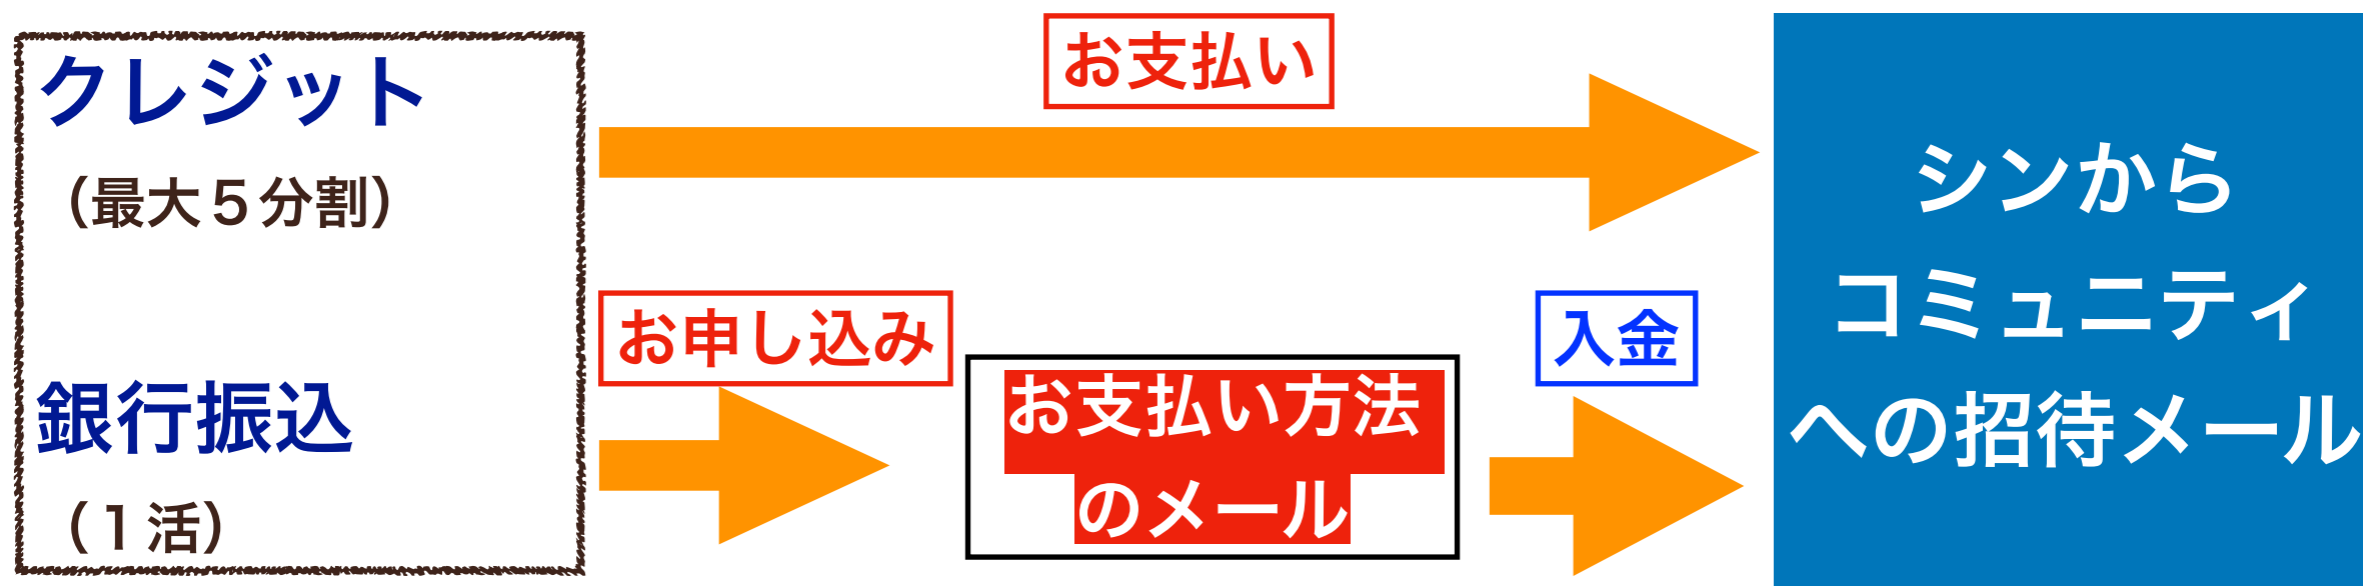 クレジット
（最大５分割）
お支払い
銀行振込
（１活）
お申し込み
お支払い方法
のメール
入金
シンから
コミュニティ
への招待メール